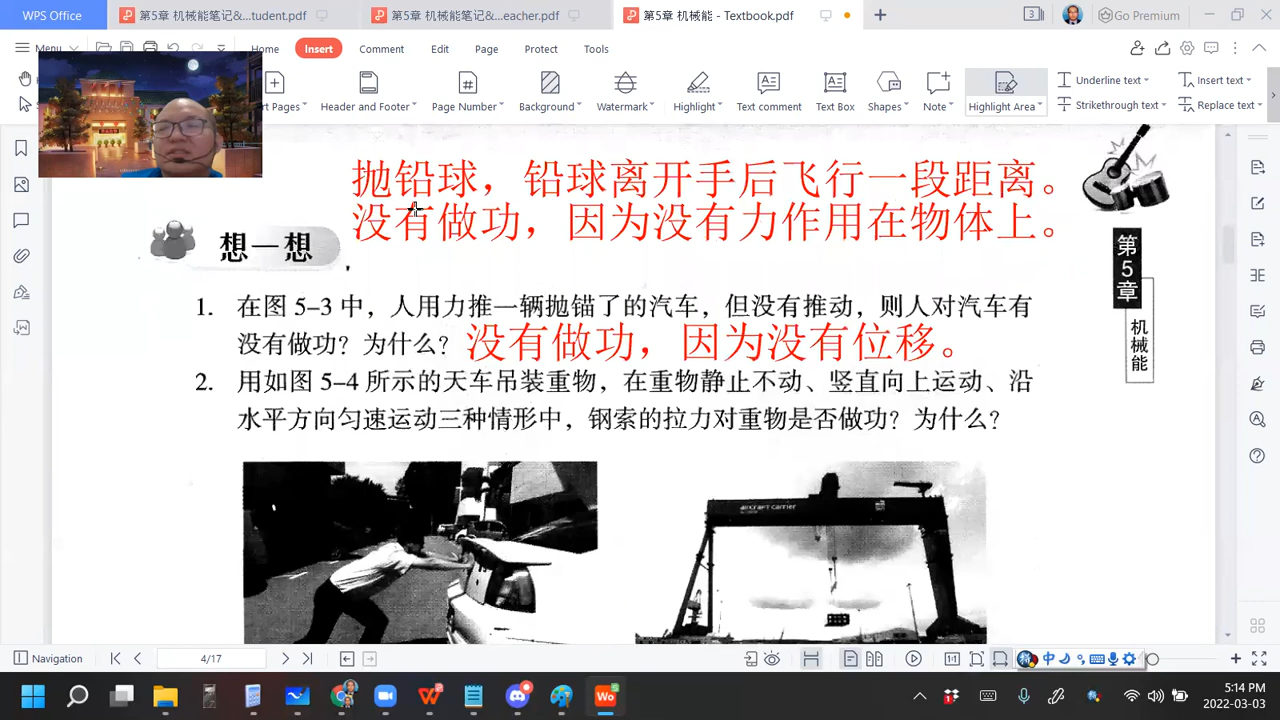 WPS Office
第5章 机械能笔记&...tudent.pdf
第5章 机械能笔记&...eacher.pdf
第5章 机械能 - Textbook.pdf
3
Go Premium
Menu
Home
Insert
Comment
Edit
Page
Protect
Tools
Pages
Header and Footer
Page Number
Background
Watermark
Highlight
Text comment
Text Box
Shapes
Note
Highlight Area
Underline text
Strikethrough text
Insert text
Replace text
抛铅球，铅球离开手后飞行一段距离。
没有做功，因为没有力作用在物体上。
想一想
1. 在图 5-3 中，人用力推一辆抛锚了的汽车，但没有推动，则人对汽车有
没有做功？为什么？没有做功，因为没有位移。
2. 用如图 5-4 所示的天车吊装重物，在重物静止不动、竖直向上运动、沿
水平方向匀速运动三种情形中，钢索的拉力对重物是否做功？为什么？
第5章
机械能
Navigation
4/17
中
5:14 PM
2022-03-03